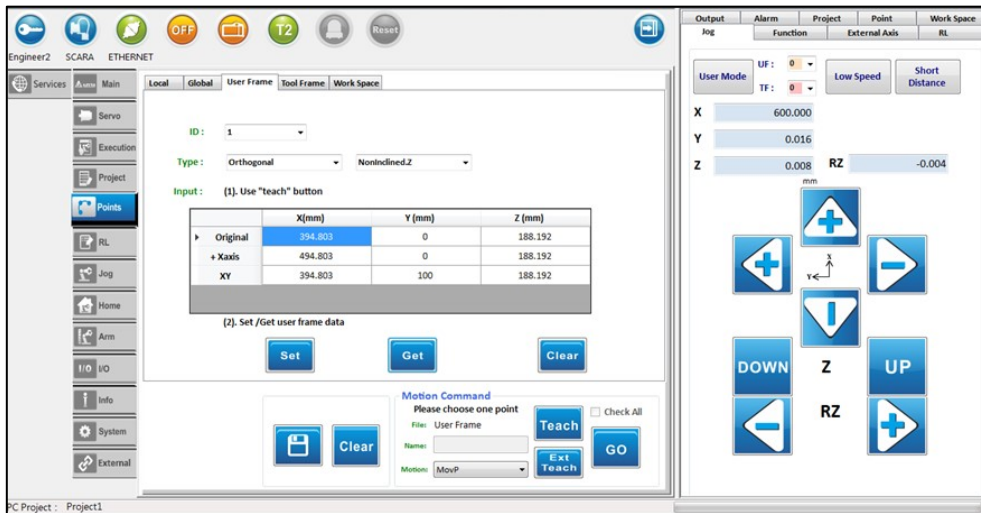 OFF
T2
Reset
Engineer2 SCARA ETHERNET
Services
Main
Servo
Execution
Project
Points
RL
Jog
Home
Arm
I/O I/O
Info
System
External
Local Global User Frame Tool Frame Work Space
ID : 1
Type : Orthogonal NonInclined.Z
Input : (1). Use "teach" button
X(mm) Y (mm) Z (mm)
Original 394.803 0 188.192
+ Xaxis 494.803 0 188.192
XY 394.803 100 188.192
(2). Set /Get user frame data
Set Get Clear
Clear
Motion Command
Please choose one point
File: User Frame
Name:
Motion: MovP
Teach
Ext
Teach
Check All
GO
PC Project : Project1
Output Alarm Project Point Work Space
Jog Function External Axis RL
User Mode
UF : 0
TF : 0
Low Speed
Short
Distance
X 600.000
Y 0.016
Z 0.008 RZ -0.004
mm
X
Y
DOWN Z UP
RZ